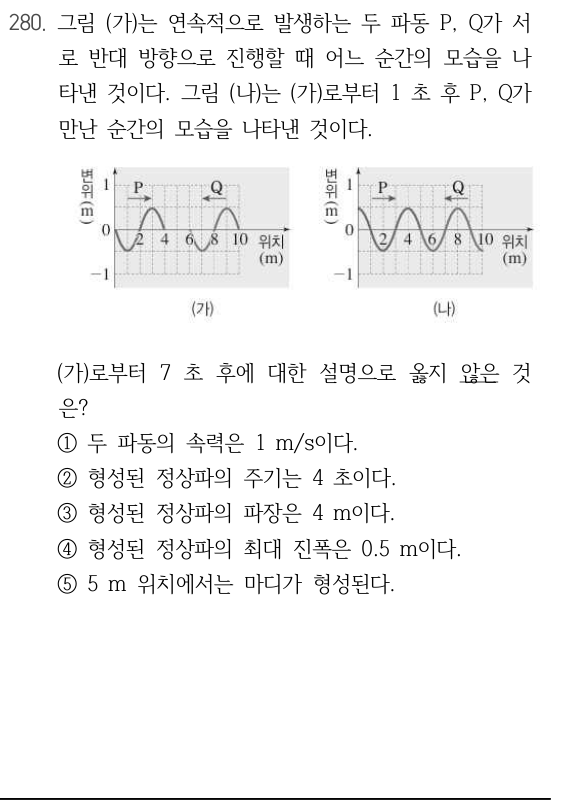 280. 그림 (가)는 연속적으로 발생하는 두 파동 P, Q가 서
로 반대 방향으로 진행할 때 어느 순간의 모습을 나
타낸 것이다. 그림 (나)는 (가)로부터 1 초 후 P, Q가
만난 순간의 모습을 나타낸 것이다.
변위(m) 1 P Q
0 2 4 6 8 10 위치
(m)
−1
(가)
변위(m) 1 P Q
0 2 4 6 8 10 위치
(m)
−1
(나)
(가)로부터 7 초 후에 대한 설명으로 옳지 않은 것
은?
① 두 파동의 속력은 1 m/s이다.
② 형성된 정상파의 주기는 4 초이다.
③ 형성된 정상파의 파장은 4 m이다.
④ 형성된 정상파의 최대 진폭은 0.5 m이다.
⑤ 5 m 위치에서는 마디가 형성된다.